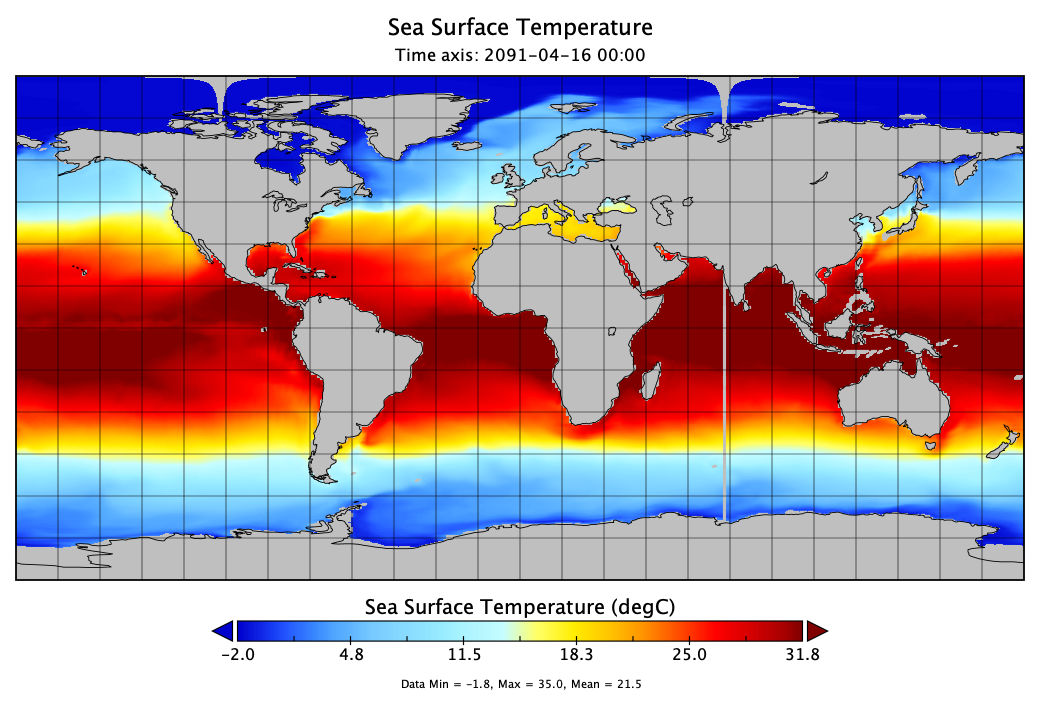 Sea Surface Temperature
Time axis: 2091-04-16 00:00
Sea Surface Temperature (degC)
−2.0 4.8 11.5 18.3 25.0 31.8
Data Min = −1.8, Max = 35.0, Mean = 21.5